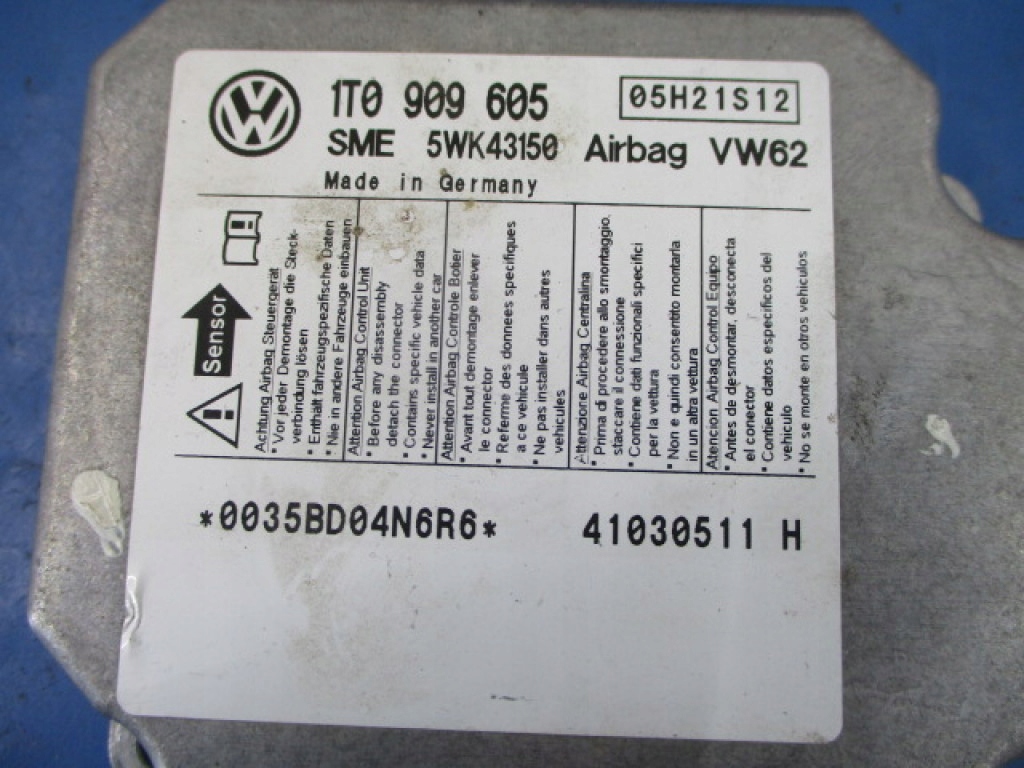 1T0 909 605
05H21S12
SME 5WK43150 Airbag VW62
Made in Germany
Sensor
Achtung Airbag Steuergerät
• Vor jeder Demontage die Steck-
verbindung lösen
• Enthält fahrzeugspezifische Daten
• Nie in andere Fahrzeuge einbauen
Attention Airbag Control Unit
• Before any disassembly
detach the connector
• Contains specific vehicle data
• Never install in another car
Attention Airbag Controle Botier
• Avant tout demontage enlever
le connector
• Referme des donnees specifiques
a ce vehicule
• Ne pas installer dans autres
vehicules
Attenzione Airbag Centralina
• Prima di procedere allo smontaggio,
staccare il connessione
• Contiene dati funzionali specifici
per la vettura
• Non e quindi consentito montarla
in un altra vettura
Atencion Airbag Control Equipo
• Antes de desmontar, desconecta
el conector
• Contiene datos especificos del
vehiculo
• No se monte en otros vehiculos
*0035BD04N6R6*
41030511 H